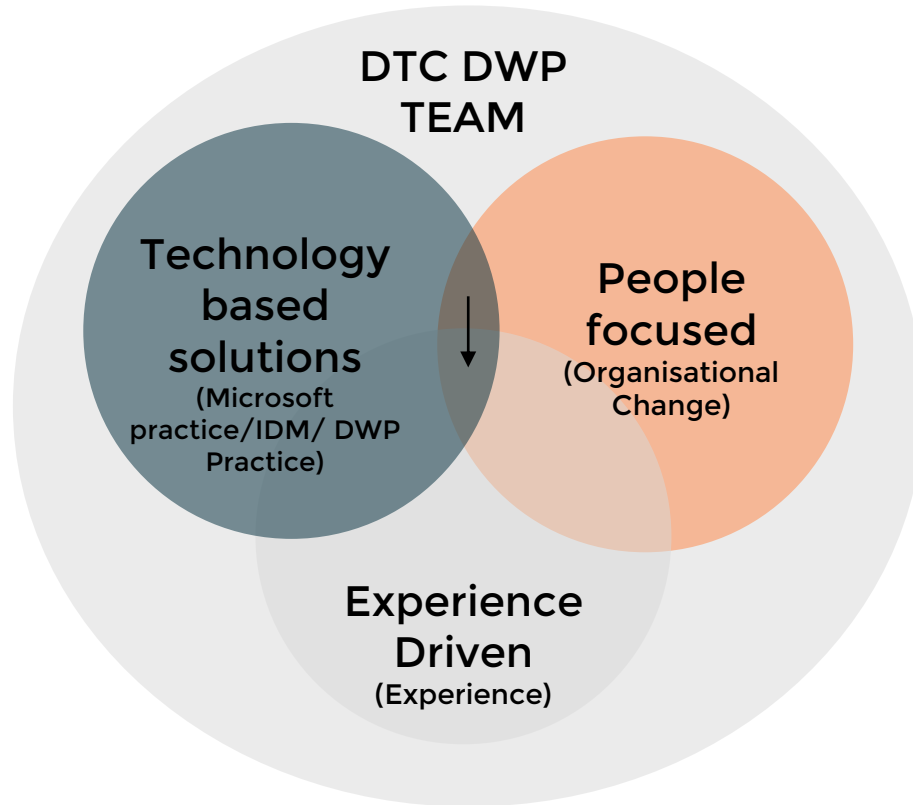 DTC DWP
TEAM
Technology
based
solutions
(Microsoft
practice/IDM/ DWP
Practice)
People
focused
(Organisational
Change)
Experience
Driven
(Experience)